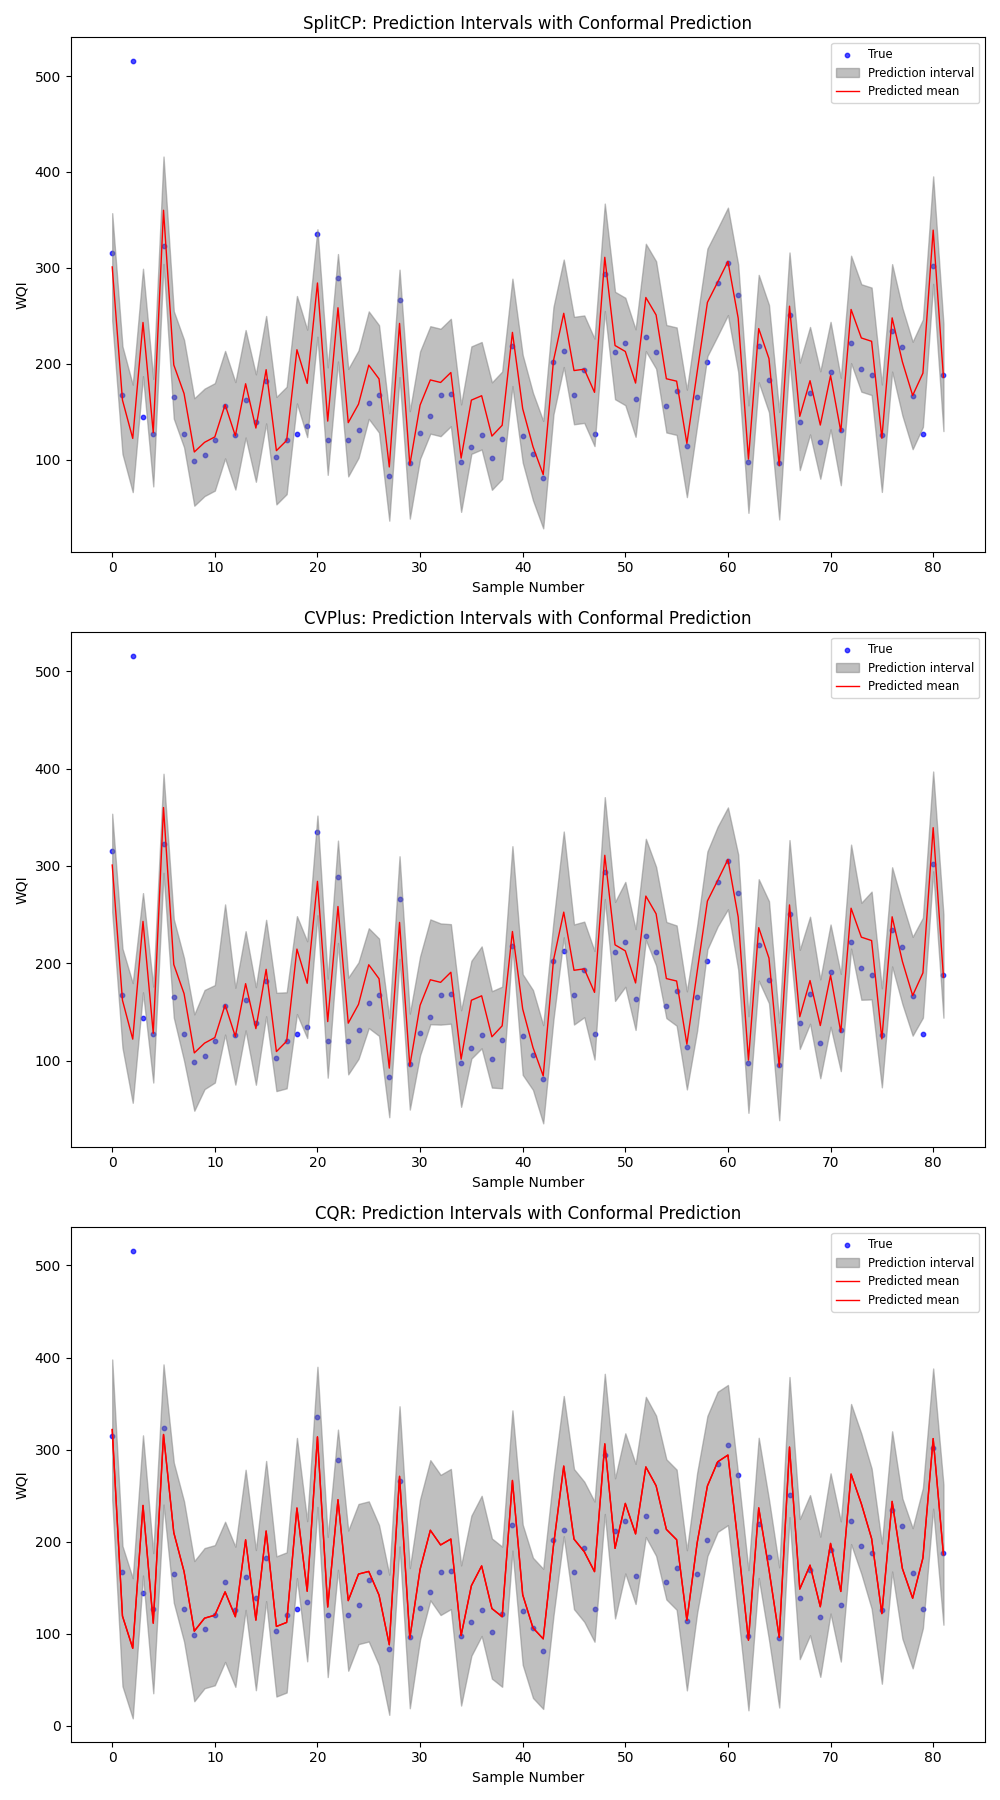 SplitCP: Prediction Intervals with Conformal Prediction
True
Prediction interval
Predicted mean
500
400
300
200
100
WQI
0 10 20 30 40 50 60 70 80
Sample Number
CVPlus: Prediction Intervals with Conformal Prediction
True
Prediction interval
Predicted mean
500
400
300
200
100
WQI
0 10 20 30 40 50 60 70 80
Sample Number
CQR: Prediction Intervals with Conformal Prediction
True
Prediction interval
Predicted mean
Predicted mean
500
400
300
200
100
0
WQI
0 10 20 30 40 50 60 70 80
Sample Number